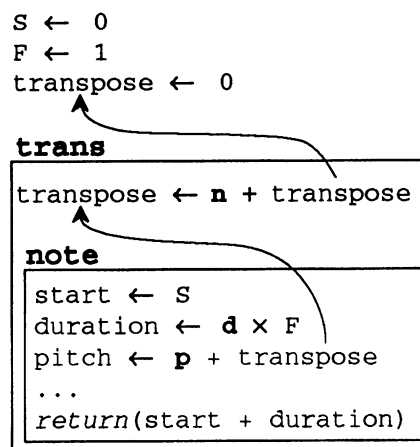 S ← 0
F ← 1
transpose ← 0
trans
transpose ← n + transpose
note
start ← S
duration ← d × F
pitch ← p + transpose
...
return(start + duration)